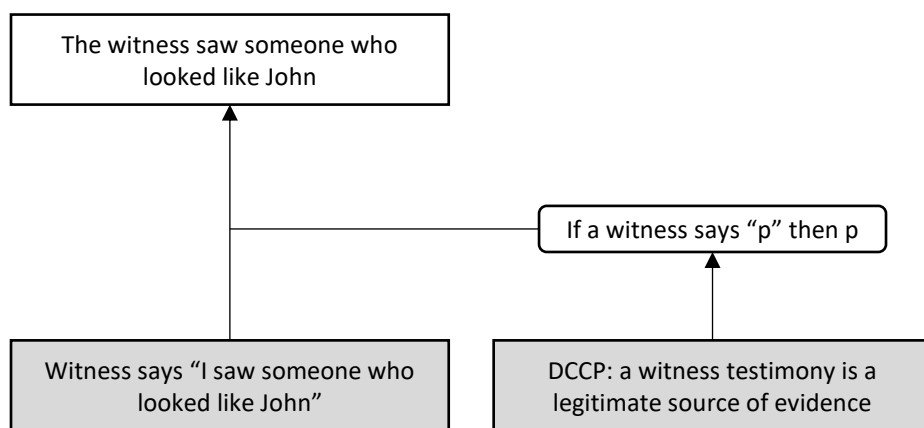 The witness saw someone who
looked like John
If a witness says “p” then p
Witness says “I saw someone who
looked like John”
DCCP: a witness testimony is a
legitimate source of evidence